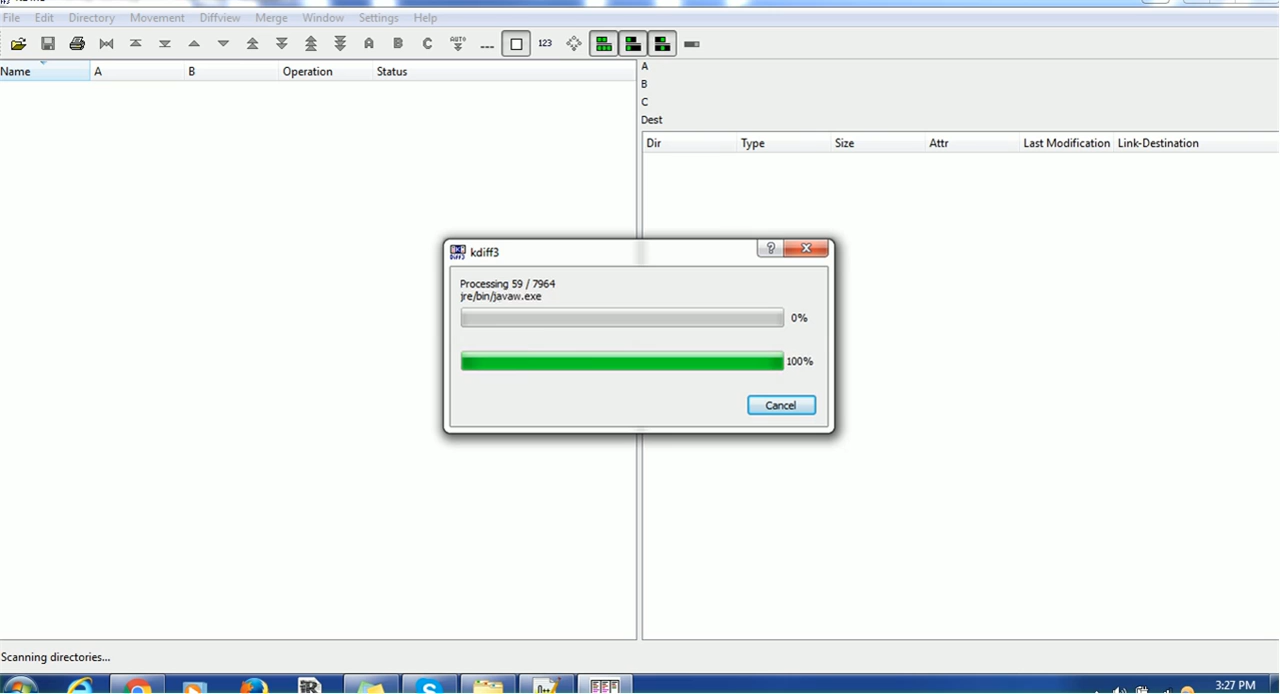 File Edit Directory Movement Diffview Merge Window Settings Help
A B C AUTO 123
Name A B Operation Status
A
B
C
Dest
Dir Type Size Attr Last Modification Link-Destination
kdiff3
Processing 59 / 7964
jre/bin/javaw.exe
0%
100%
Cancel
Scanning directories...
3:27 PM